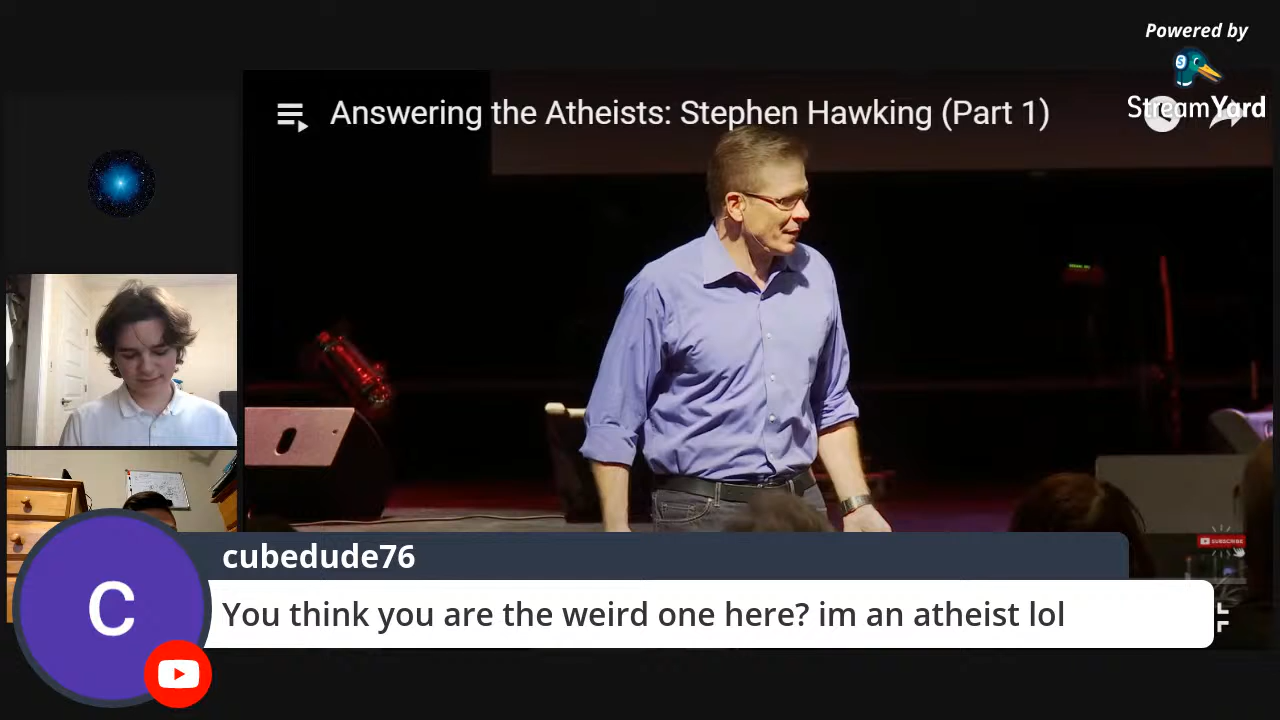 Powered by
StreamYard
Answering the Atheists: Stephen Hawking (Part 1)
SUBSCRIBE
cubedude76
C
You think you are the weird one here? im an atheist lol